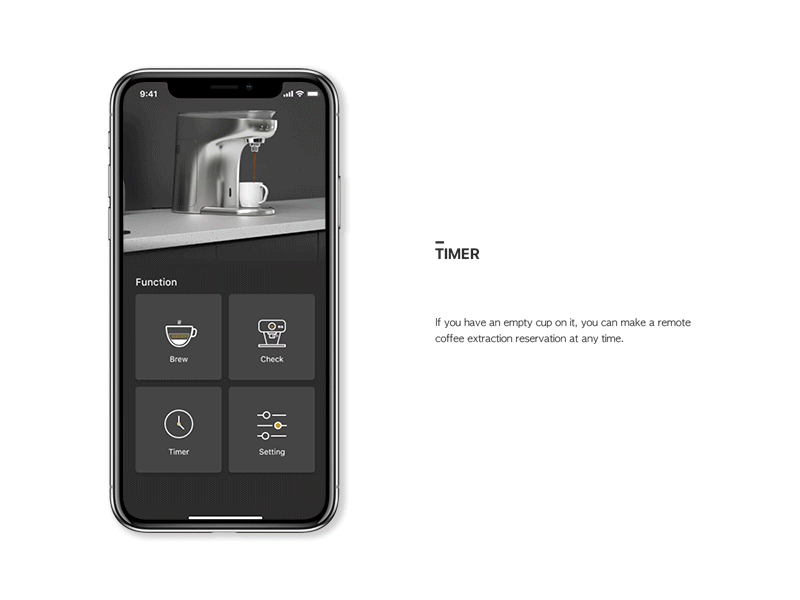 9:41
Function
Brew
Check
Timer
Setting
TIMER
If you have an empty cup on it, you can make a remote
coffee extraction reservation at any time.